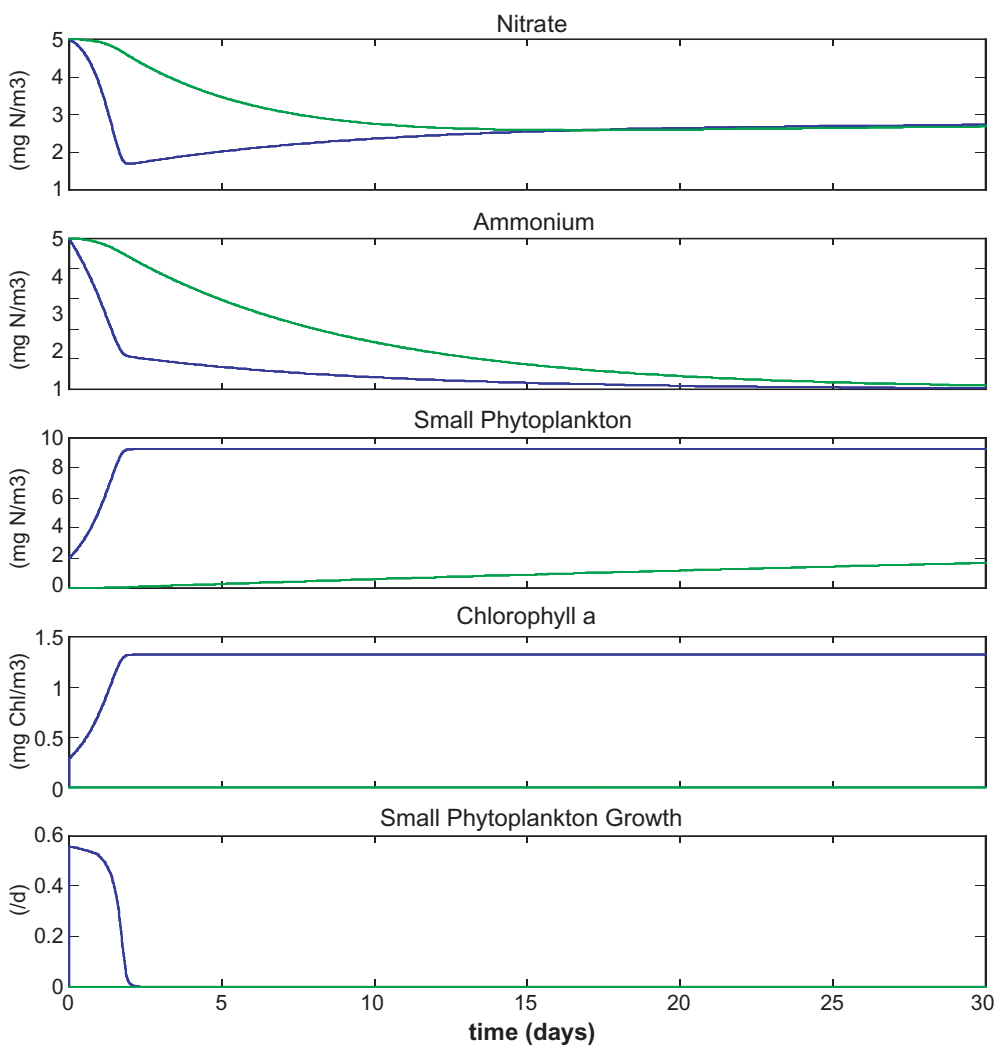 Nitrate
(mg N/m3)
5
4
3
2
1
Ammonium
(mg N/m3)
5
4
3
2
1
Small Phytoplankton
(mg N/m3)
10
8
6
4
2
0
Chlorophyll a
(mg Chl/m3)
1.5
1
0.5
0
Small Phytoplankton Growth
(/d)
0.6
0.4
0.2
0
0 5 10 15 20 25 30
time (days)